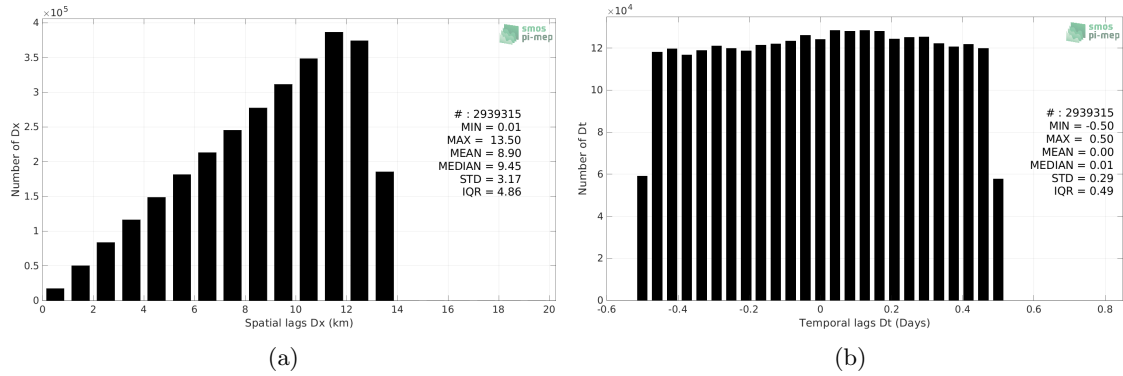 ×10⁵
4
3.5
3
2.5
2
1.5
1
0.5
0
Number of Dx
0 2 4 6 8 10 12 14 16 18 20
Spatial lags Dx (km)
smos
pi-mep
# : 2939315
MIN = 0.01
MAX = 13.50
MEAN = 8.90
MEDIAN = 9.45
STD = 3.17
IQR = 4.86
(a)
×10⁴
12
10
8
6
4
2
0
Number of Dt
-0.6 -0.4 -0.2 0 0.2 0.4 0.6 0.8
Temporal lags Dt (Days)
smos
pi-mep
# : 2939315
MIN = -0.50
MAX = 0.50
MEAN = 0.00
MEDIAN = 0.01
STD = 0.29
IQR = 0.49
(b)